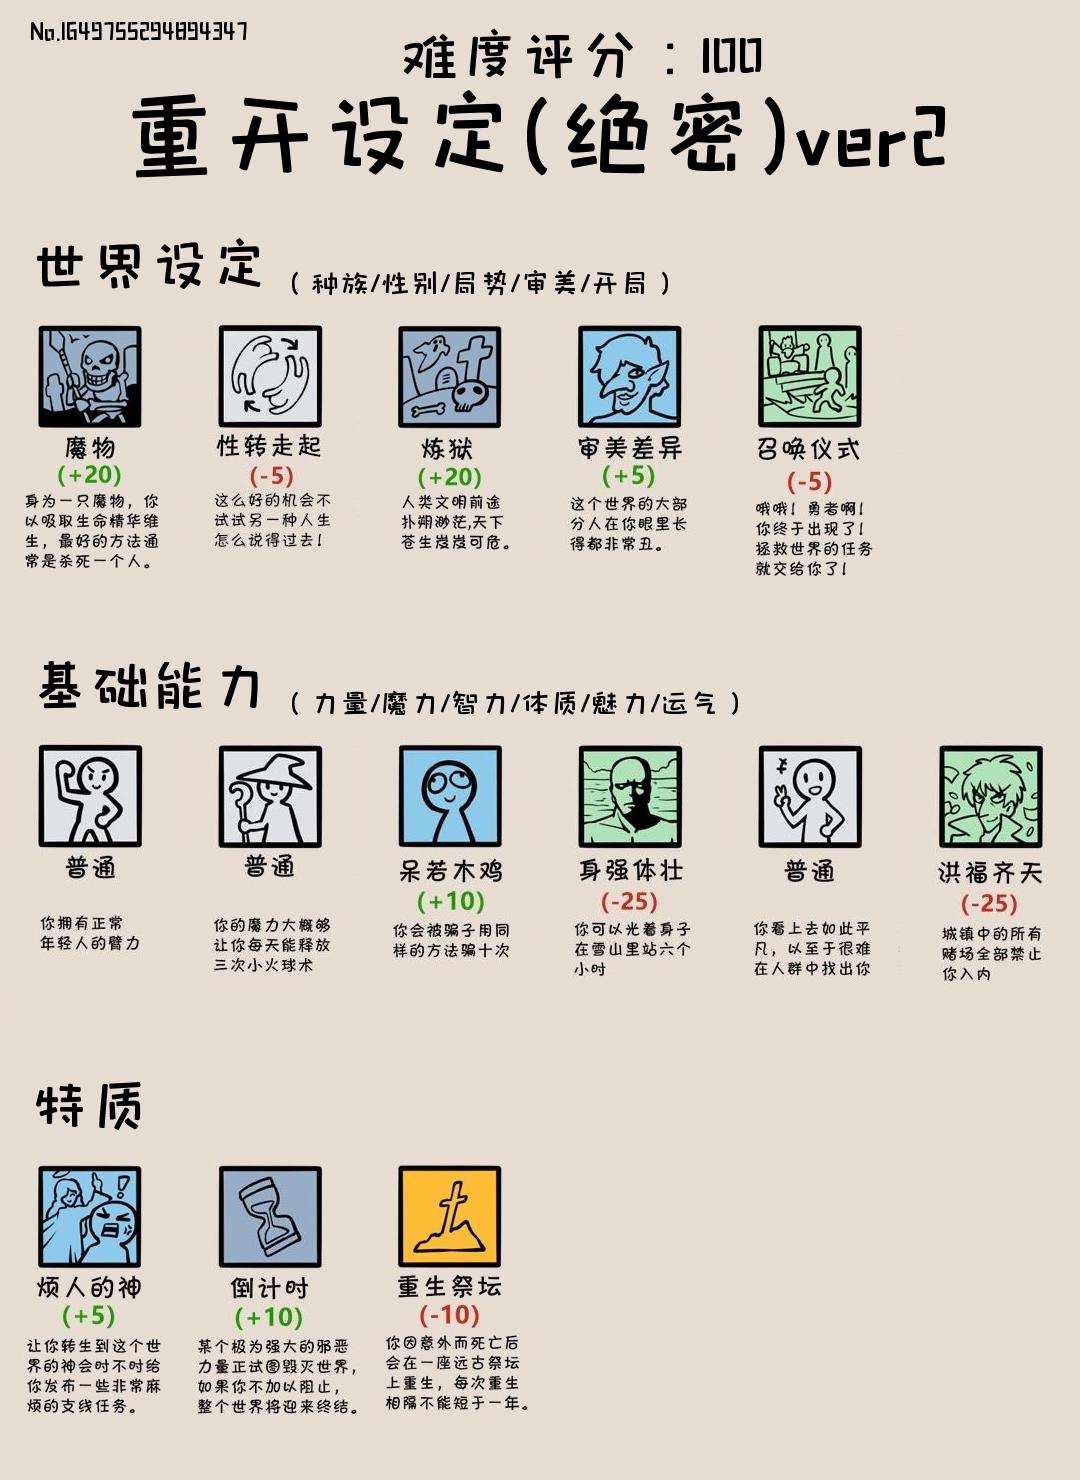 No.1649755294894347
难度评分：100
重开设定(绝密)ver2
世界设定（种族/性别/局势/审美/开局）
魔物
(+20)
身为一只魔物，你
以吸取生命精华维
生，最好的方法通
常是杀死一个人。
性转走起
(-5)
这么好的机会不
试试另一种人生
怎么说得过去！
炼狱
(+20)
人类文明前途
扑朔渺茫,天下
苍生岌岌可危。
审美差异
(+5)
这个世界的大部
分人在你眼里长
得都非常丑。
召唤仪式
(-5)
哦哦！勇者啊！
你终于出现了！
拯救世界的任务
就交给你了！
基础能力（力量/魔力/智力/体质/魅力/运气）
普通
你拥有正常
年轻人的臂力
普通
你的魔力大概够
让你每天能释放
三次小火球术
呆若木鸡
(+10)
你会被骗子用同
样的方法骗十次
身强体壮
(-25)
你可以光着身子
在雪山里站六个
小时
普通
你看上去如此平
凡，以至于很难
在人群中找出你
洪福齐天
(-25)
城镇中的所有
赌场全部禁止
你入内
特质
烦人的神
(+5)
让你转生到这个世
界的神会时不时给
你发布一些非常麻
烦的支线任务。
倒计时
(+10)
某个极为强大的邪恶
力量正试图毁灭世界，
如果你不加以阻止，
整个世界将迎来终结。
重生祭坛
(-10)
你因意外而死亡后
会在一座远古祭坛
上重生，每次重生
相隔不能短于一年。